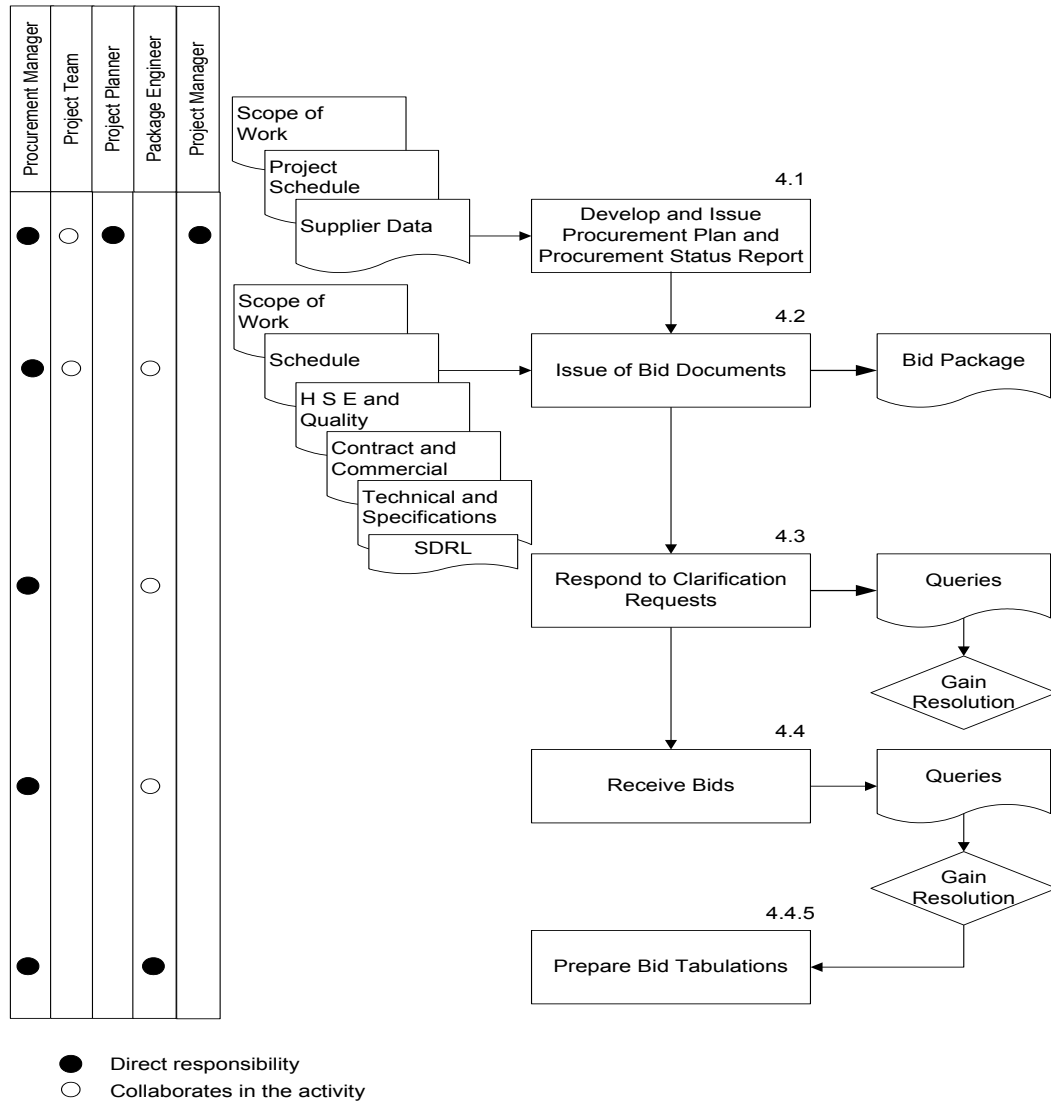 Procurement Manager
Project Team
Project Planner
Package Engineer
Project Manager
Scope of
Work
Project
Schedule
Supplier Data
4.1
Develop and Issue
Procurement Plan and
Procurement Status Report
Scope of
Work
Schedule
H S E and
Quality
Contract and
Commercial
Technical and
Specifications
SDRL
4.2
Issue of Bid Documents
Bid Package
4.3
Respond to Clarification
Requests
Queries
Gain
Resolution
4.4
Receive Bids
Queries
Gain
Resolution
4.4.5
Prepare Bid Tabulations
Direct responsibility
Collaborates in the activity